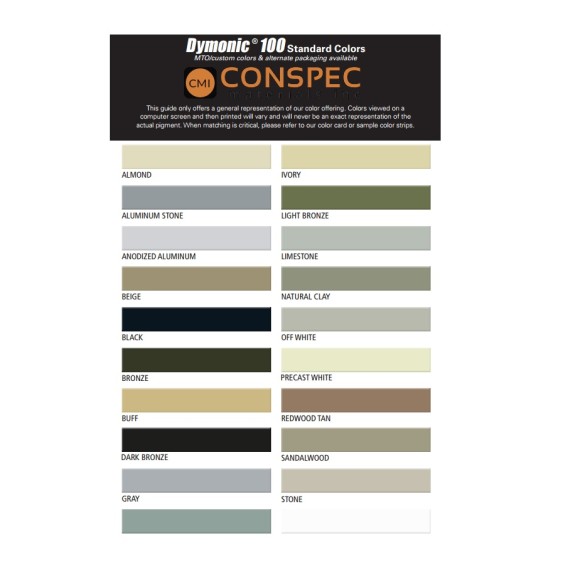 Dymonic® 100 Standard Colors
MTO/custom colors & alternate packaging available
CMI CONSPEC
This guide only offers a general representation of our color offering. Colors viewed on a
computer screen and then printed will vary and will never be an exact representation of the
actual pigment. When matching is critical, please refer to our color card or sample color strips.
ALMOND
IVORY
ALUMINUM STONE
LIGHT BRONZE
ANODIZED ALUMINUM
LIMESTONE
BEIGE
NATURAL CLAY
BLACK
OFF WHITE
BRONZE
PRECAST WHITE
BUFF
REDWOOD TAN
DARK BRONZE
SANDALWOOD
GRAY
STONE